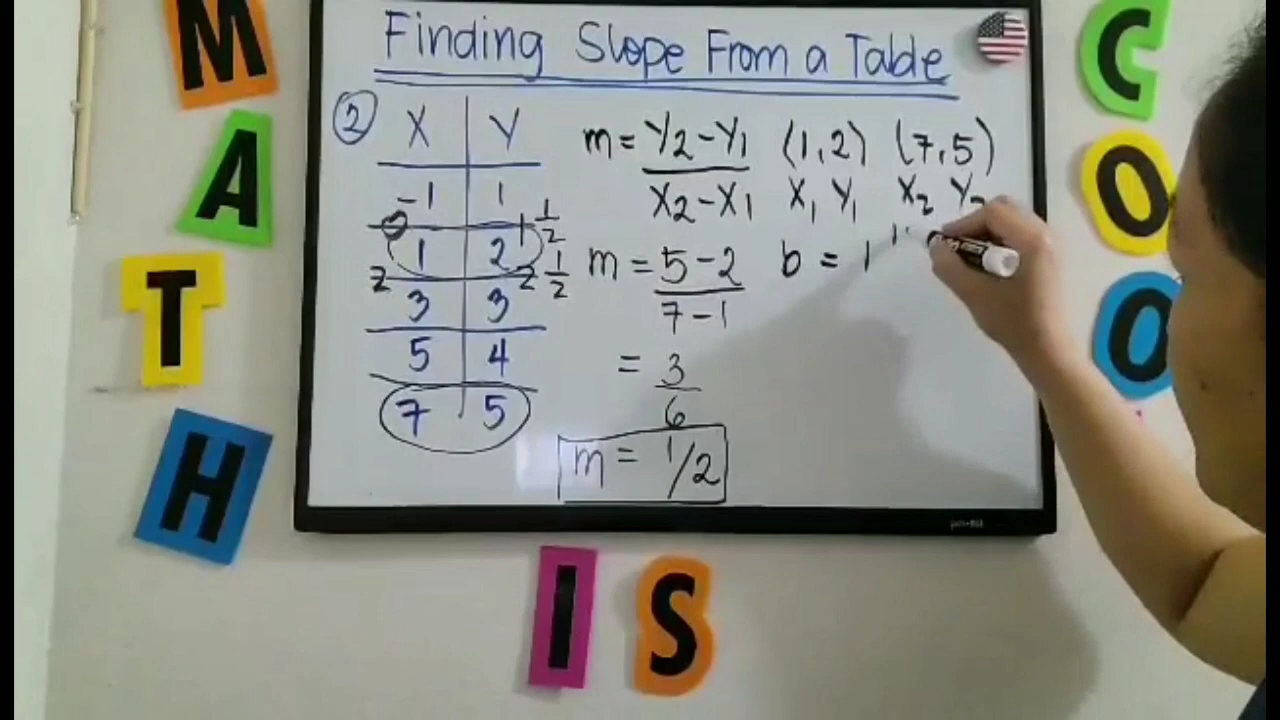 MATH
IS
COO
Finding Slope From a Table
2
X Y
-1 1
0 1 1/2
1 2
2 2 1/2
3 3
5 4
7 5
m = Y2 - Y1 / X2 - X1
(1, 2) (7, 5)
X1 Y1 X2 Y2
m = 5 - 2 / 7 - 1
= 3/6
m = 1/2
b = 1